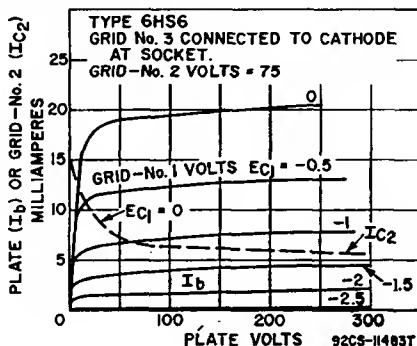 TYPE 6HS6
GRID No. 3 CONNECTED TO CATHODE
AT SOCKET.
GRID-No. 2 VOLTS = 75
PLATE (Ib) OR GRID-No. 2 (IC2)
MILLIAMPERES
20
15
10
5
0
0
GRID-No. 1 VOLTS EC1 = -0.5
EC1 = 0
-1
IC2
Ib
-1.5
-2
-2.5
0
100
200
300
PLATE VOLTS
92CS-11483T